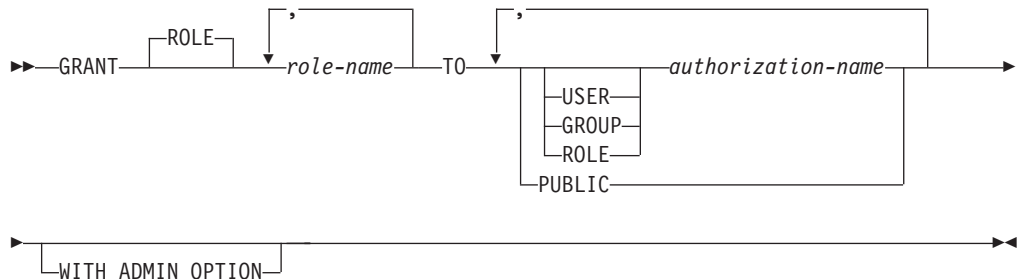 , ,
ROLE
GRANT role-name TO authorization-name
USER
GROUP
ROLE
PUBLIC
WITH ADMIN OPTION